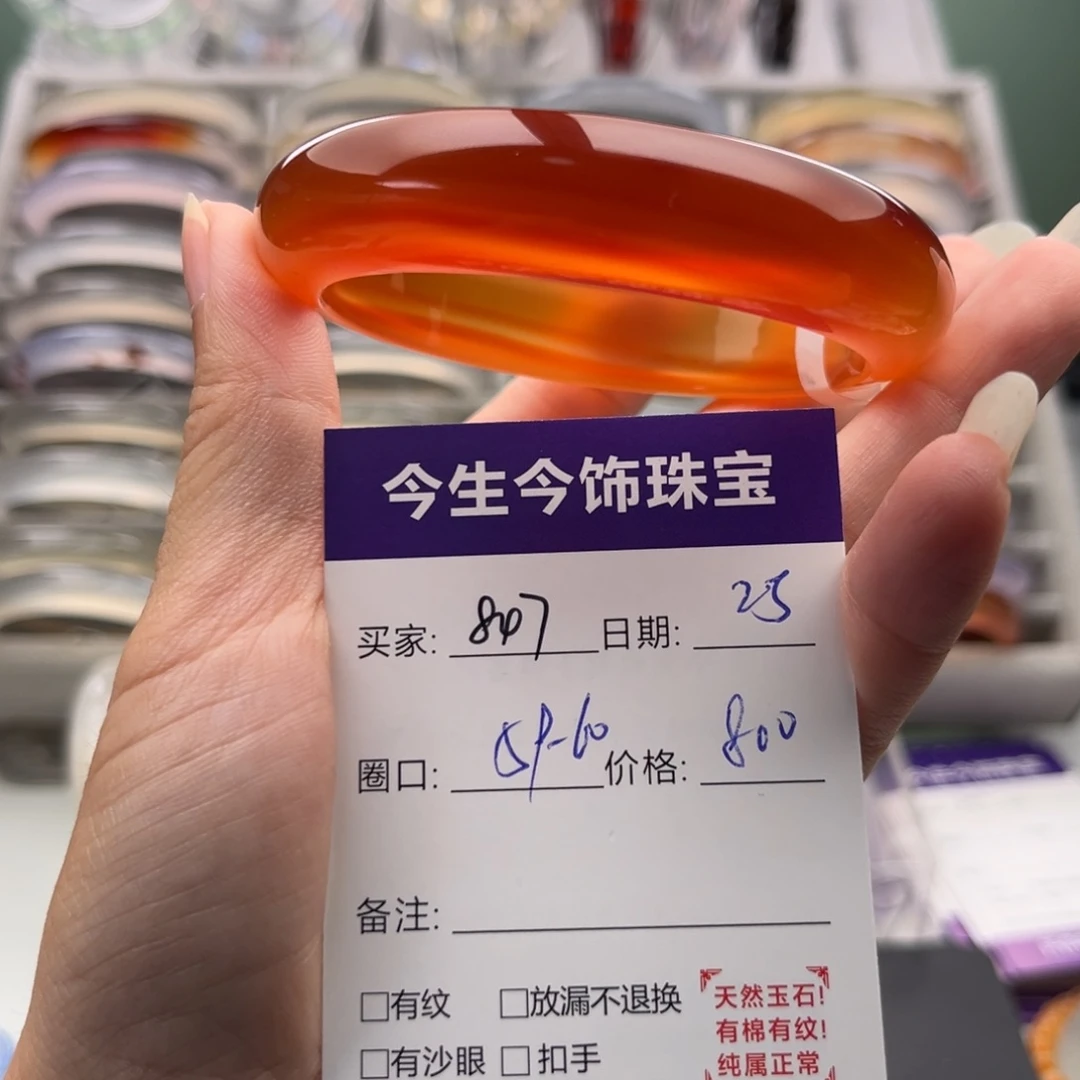 今生今饰珠宝
买家: 807 日期: 25
圈口: 59-60 价格: 800
备注:
□有纹 □放漏不退换
□有沙眼 □扣手
天然玉石!
有棉有纹!
纯属正常